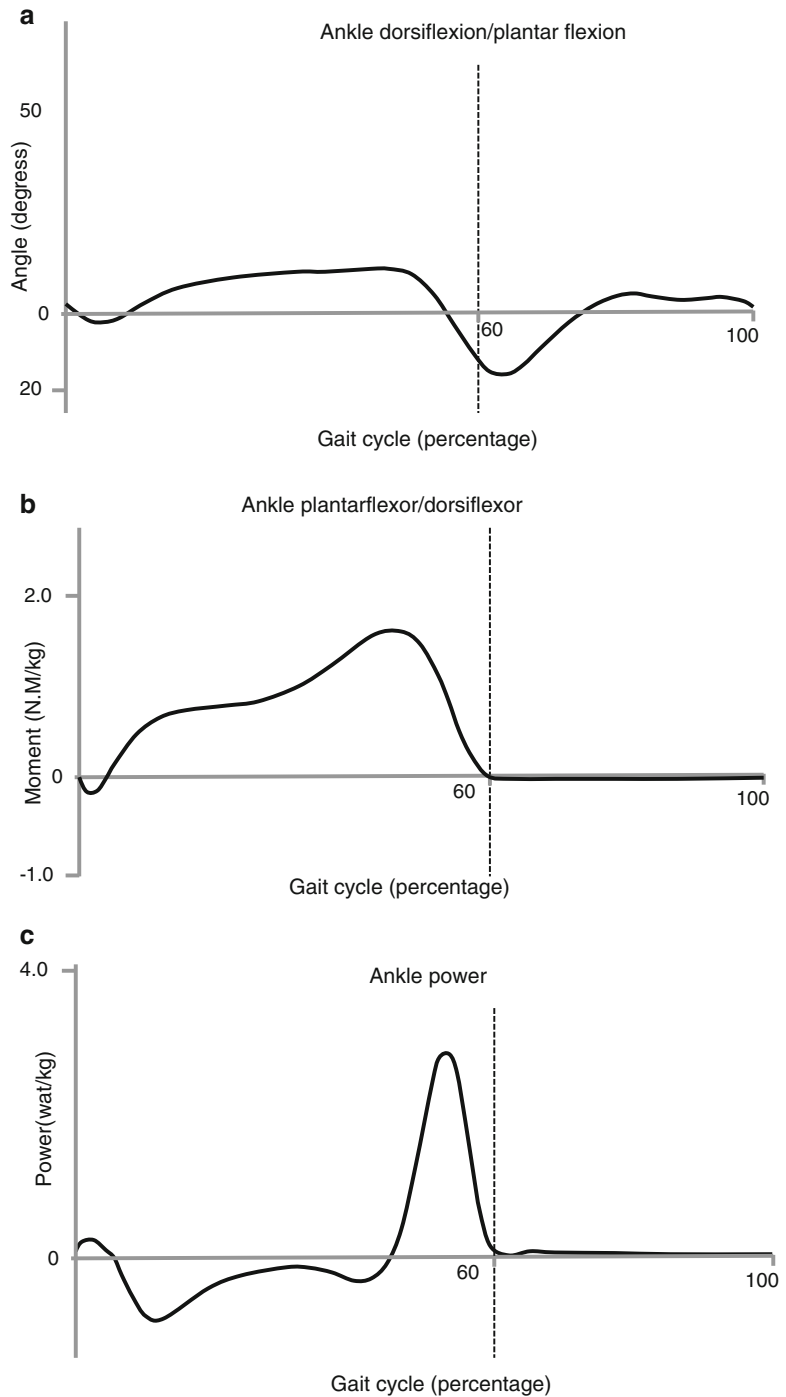 a
Ankle dorsiflexion/plantar flexion
50
Angle (degress)
0
60
100
20
Gait cycle (percentage)
b
Ankle plantarflexor/dorsiflexor
2.0
Moment (N.M/kg)
0
60
100
-1.0
Gait cycle (percentage)
c
4.0
Ankle power
Power(wat/kg)
0
60
100
Gait cycle (percentage)